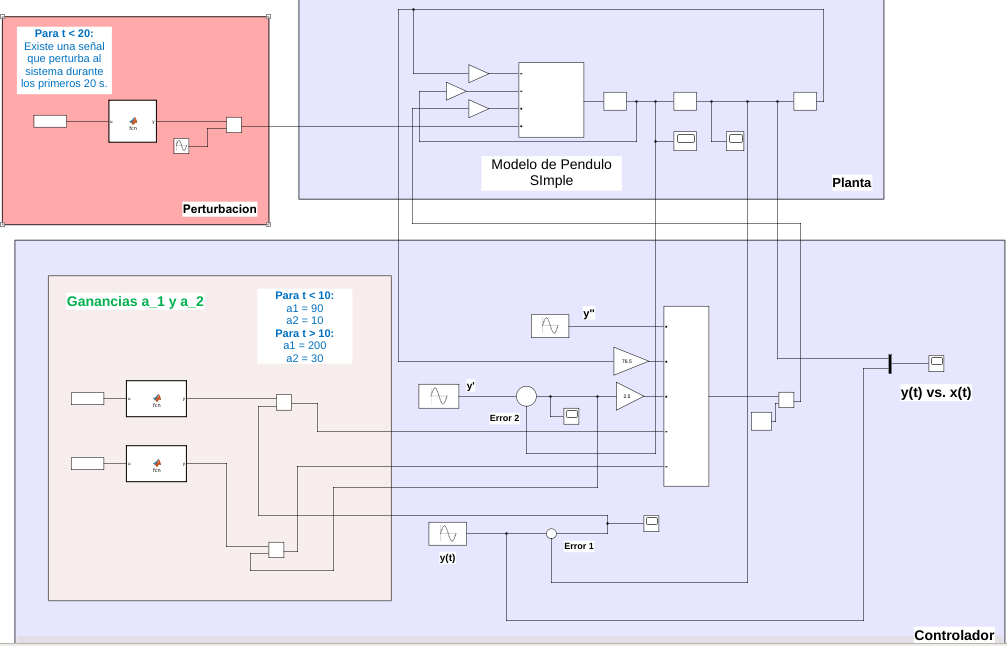 Para t < 20:
Existe una señal
que perturba al
sistema durante
los primeros 20 s.
u
fcn
y
Perturbacion
Modelo de Pendulo
SImple
Planta
Ganancias a_1 y a_2
Para t < 10:
a1 = 90
a2 = 10
Para t > 10:
a1 = 200
a2 = 30
u
fcn
y
u
fcn
y
y"
y'
2.5
Error 2
Error 1
y(t)
y(t) vs. x(t)
Controlador